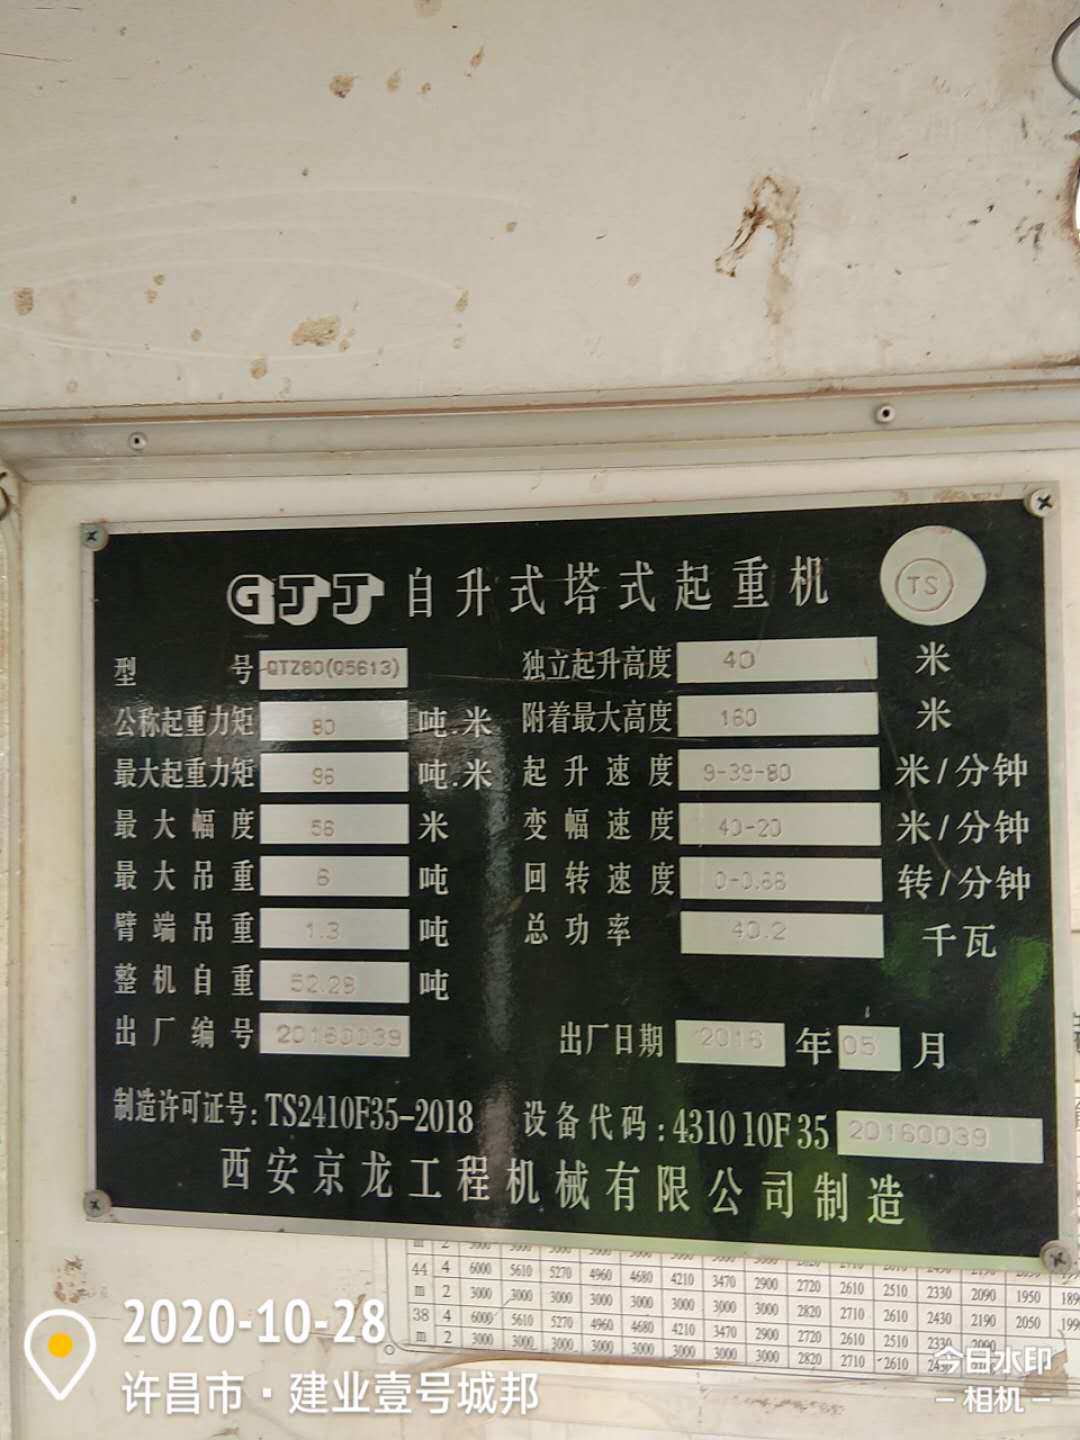 GJJ 自升式塔式起重机 TS
型号 QTZ80(Q5613) 独立起升高度 40 米
公称起重力矩 80 吨.米 附着最大高度 160 米
最大起重力矩 96 吨.米 起升速度 9-39-80 米/分钟
最大幅度 56 米 变幅速度 40-20 米/分钟
最大吊重 6 吨 回转速度 0-0.66 转/分钟
臂端吊重 1.3 吨 总功率 40.2 千瓦
整机自重 52.28 吨
出厂编号 20160039 出厂日期 2016 年 05 月
制造许可证号:TS2410F35-2018 设备代码:4310 10F 35 20160039
西安京龙工程机械有限公司制造
44 4 6000 5610 5270 4960 4680 4210 3470 2900 2720 2610 2510 2330 2090 1950
m 2 3000 3000 3000 3000 3000 3000 3000 3000 2820 2710 2610 2430 2190 2050
38 4 6000 5610 5270 4960 4680 4210 3470 2900 2720 2610 2510 2330 2090
m 2 3000 3000 3000 3000 3000 3000 3000 3000 2820 2710 2610
2020-10-28
许昌市·建业壹号城邦
今日水印
相机